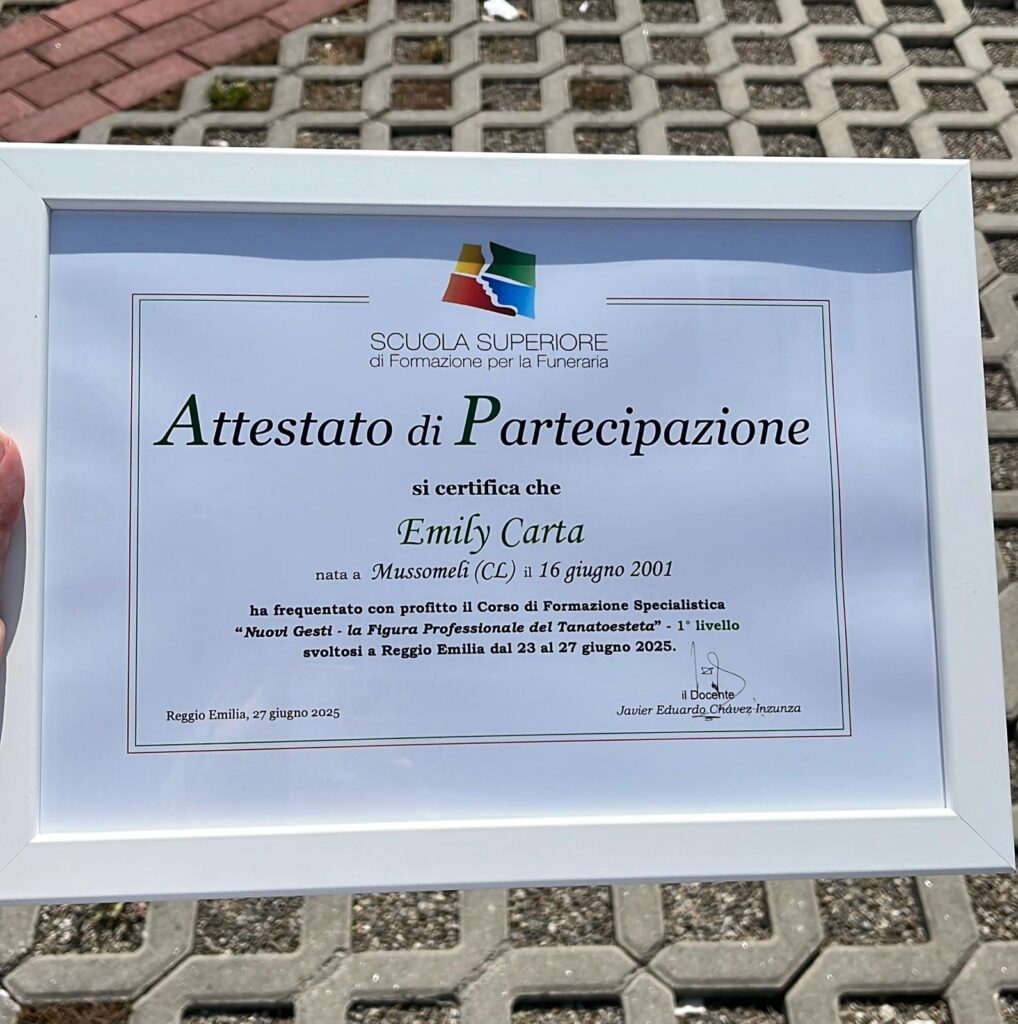 SCUOLA SUPERIORE
di Formazione per la Funeraria
Attestato di Partecipazione
si certifica che
Emily Carta
nata a Mussomeli (CL) il 16 giugno 2001
ha frequentato con profitto il Corso di Formazione Specialistica
“Nuovi Gesti - la Figura Professionale del Tanatoesteta” - 1° livello
svoltosi a Reggio Emilia dal 23 al 27 giugno 2025.
il Docente
Javier Eduardo Chávez Inzunza
Reggio Emilia, 27 giugno 2025